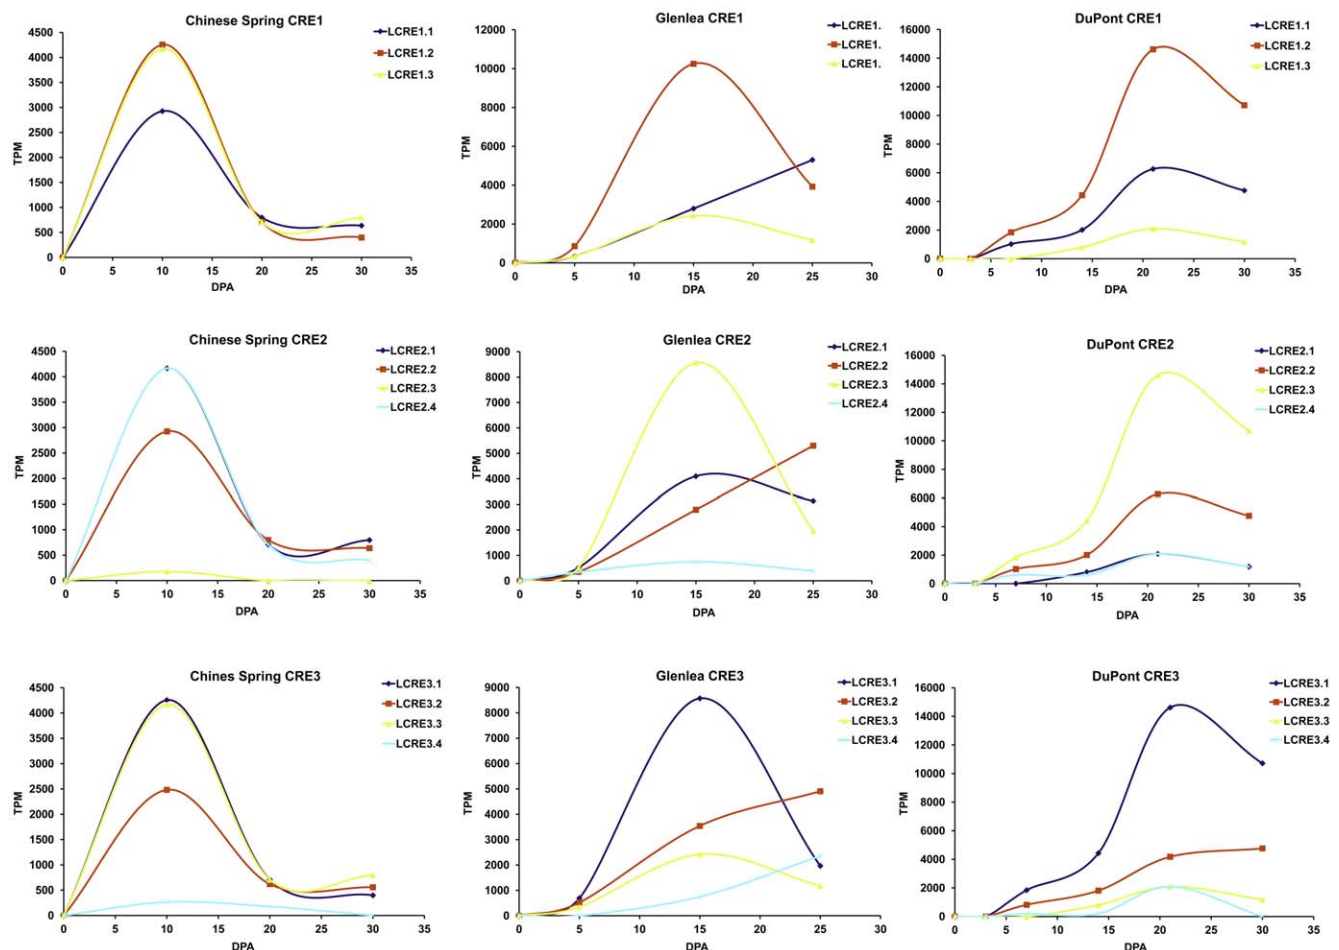 Chinese Spring CRE1
4500
4000
3500
3000
2500
2000
1500
1000
500
0
TPM
0 5 10 15 20 25 30 35
DPA
LCRE1.1
LCRE1.2
LCRE1.3
Glenlea CRE1
12000
10000
8000
6000
4000
2000
0
TPM
0 5 10 15 20 25 30
DPA
LCRE1.
LCRE1.
LCRE1.
DuPont CRE1
16000
14000
12000
10000
8000
6000
4000
2000
0
TPM
0 5 10 15 20 25 30 35
DPA
LCRE1.1
LCRE1.2
LCRE1.3
Chinese Spring CRE2
4500
4000
3500
3000
2500
2000
1500
1000
500
0
TPM
0 5 10 15 20 25 30 35
DPA
LCRE2.1
LCRE2.2
LCRE2.3
LCRE2.4
Glenlea CRE2
9000
8000
7000
6000
5000
4000
3000
2000
1000
0
TPM
0 5 10 15 20 25 30
DPA
LCRE2.1
LCRE2.2
LCRE2.3
LCRE2.4
DuPont CRE2
16000
14000
12000
10000
8000
6000
4000
2000
0
TPM
0 5 10 15 20 25 30 35
DPA
LCRE2.1
LCRE2.2
LCRE2.3
LCRE2.4
Chines Spring CRE3
4500
4000
3500
3000
2500
2000
1500
1000
500
0
TPM
0 5 10 15 20 25 30 35
DPA
LCRE3.1
LCRE3.2
LCRE3.3
LCRE3.4
Glenlea CRE3
9000
8000
7000
6000
5000
4000
3000
2000
1000
0
TPM
0 5 10 15 20 25 30
DPA
LCRE3.1
LCRE3.2
LCRE3.3
LCRE3.4
DuPont CRE3
16000
14000
12000
10000
8000
6000
4000
2000
0
TPM
0 5 10 15 20 25 30 35
DPA
LCRE3.1
LCRE3.2
LCRE3.3
LCRE3.4